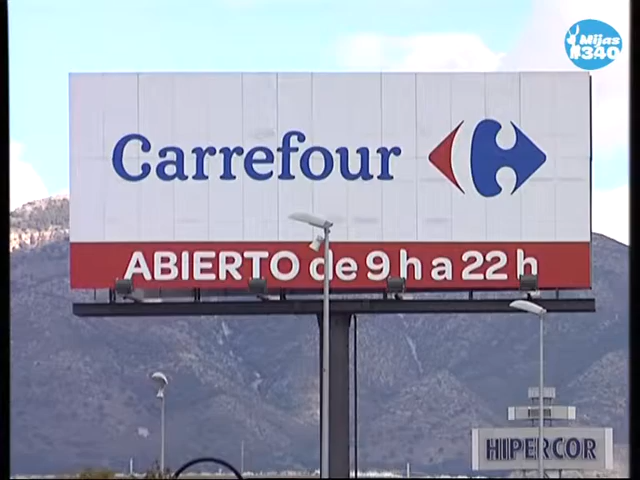 Mijas
#340
Carrefour
ABIERTO de 9 h a 22 h
HIPERCOR